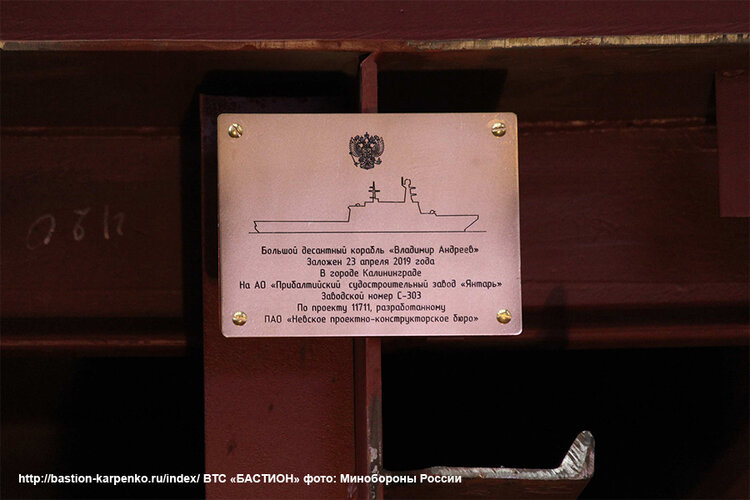 Большой десантный корабль «Владимир Андреев»
Заложен 23 апреля 2019 года
В городе Калининграде
На АО «Прибалтийский судостроительный завод «Янтарь»
Заводской номер С-303
По проекту 11711, разработанному
ПАО «Невское проектно-конструкторское бюро»
http://bastion-karpenko.ru/index/ ВТС «БАСТИОН» фото: Минобороны России